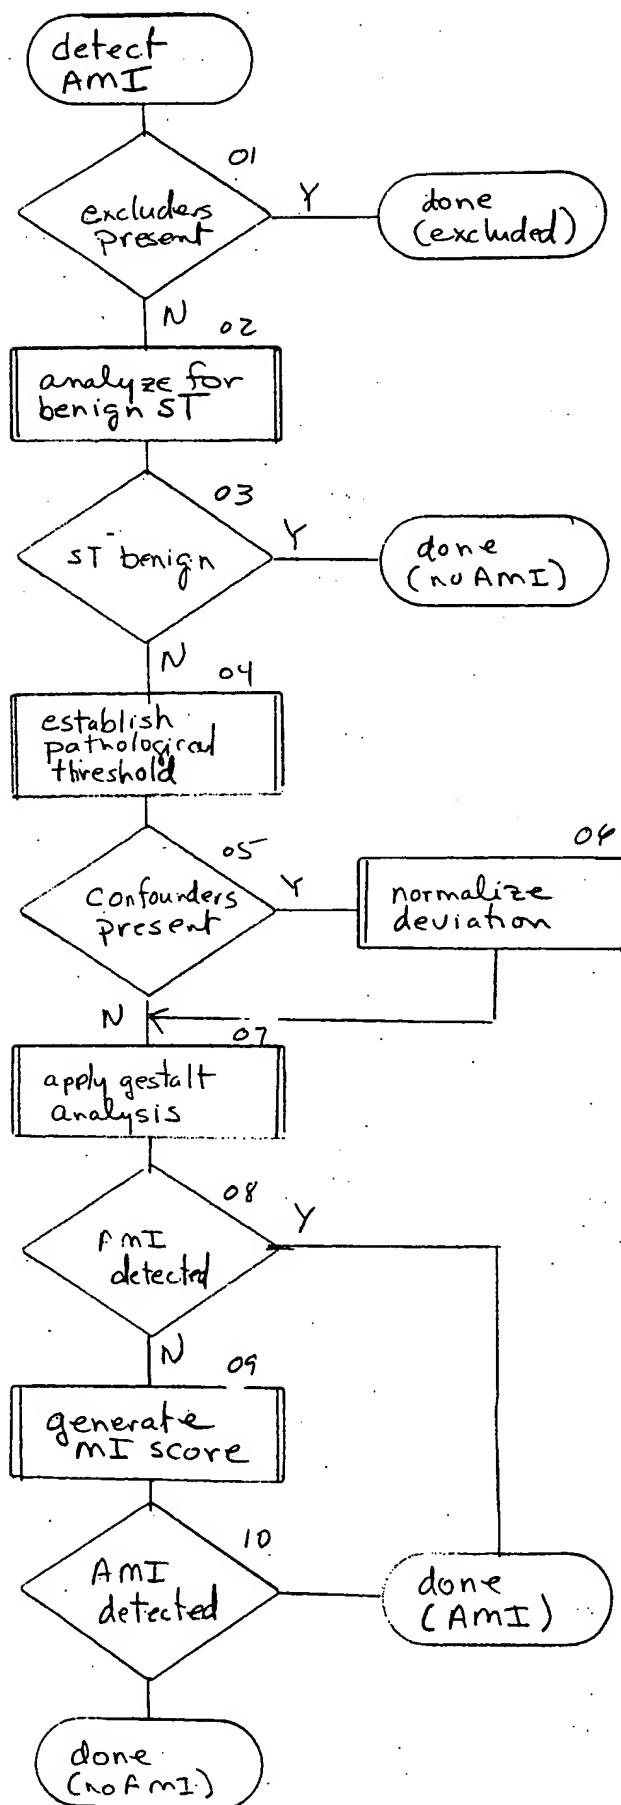 detect
AMI
01
excluders
present
Y
done
(excluded)
N
02
analyze for
benign ST
03
ST benign
Y
done
(no AMI)
N
04
establish
pathological
threshold
05
confounders
present
Y
06
normalize
deviation
N
07
apply gestalt
analysis
08
AMI
detected
Y
N
09
generate
MI score
10
AMI
detected
done
(AMI)
done
(no AMI)